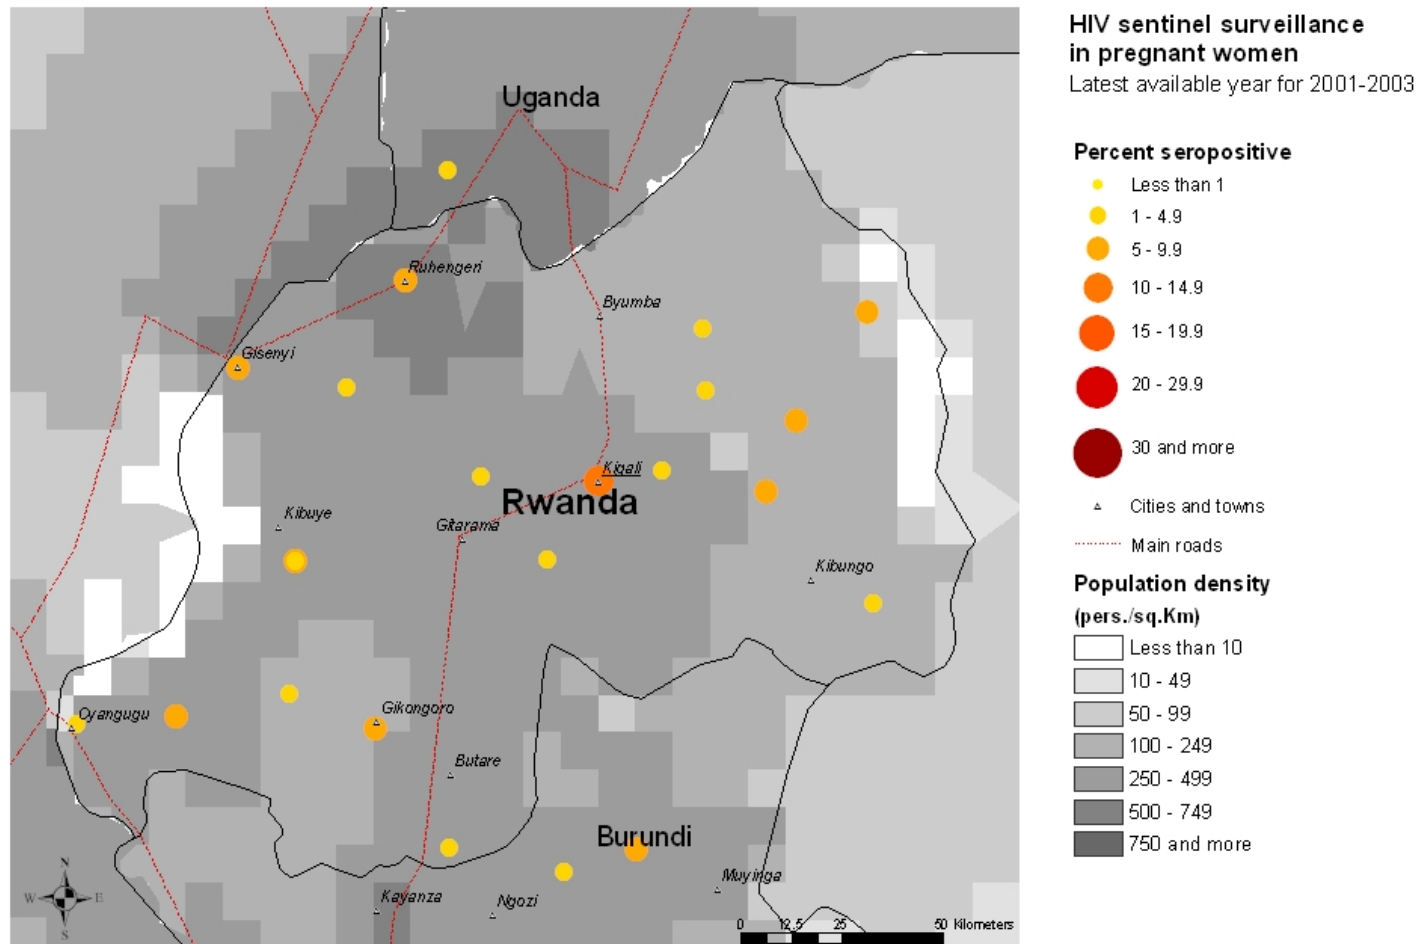 HIV sentinel surveillance
in pregnant women
Latest available year for 2001-2003
Percent seropositive
Less than 1
1 - 4.9
5 - 9.9
10 - 14.9
15 - 19.9
20 - 29.9
30 and more
Cities and towns
Main roads
Population density
(pers./sq.Km)
Less than 10
10 - 49
50 - 99
100 - 249
250 - 499
500 - 749
750 and more
Uganda
Ruhengeri
Byumba
Gisenyi
Kigali
Rwanda
Kibuye
Gitarama
Kibungo
Cyangugu
Gikongoro
Butare
Burundi
Muyinga
Kayanza
Ngozi
N
W E
S
0 12.5 25 50 Kilometers